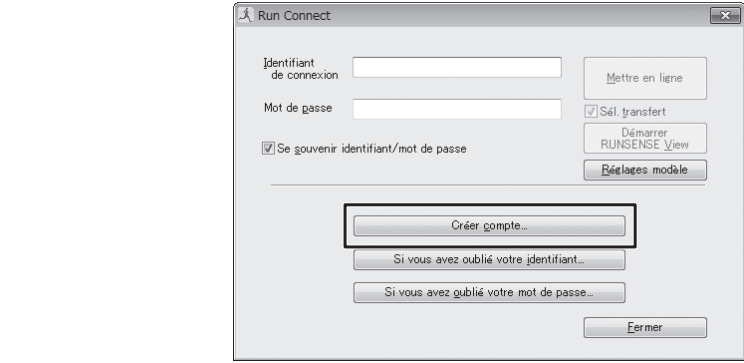 Run Connect
Identifiant
de connexion
Mettre en ligne
Mot de passe
Sél. transfert
Démarrer
RUNSENSE View
Se souvenir identifiant/mot de passe
Réglages modèle
Créer compte...
Si vous avez oublié votre identifiant...
Si vous avez oublié votre mot de passe...
Fermer